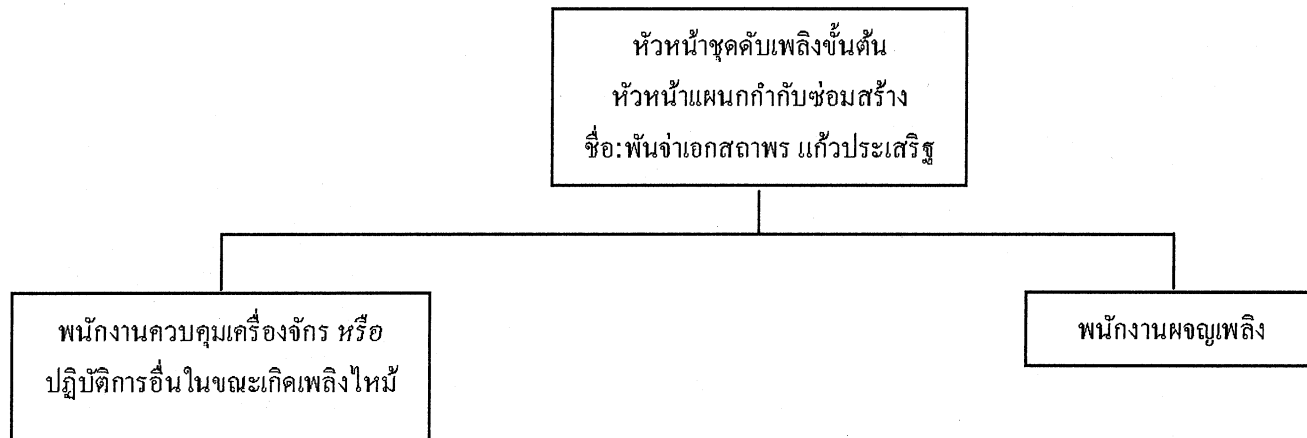 หัวหน้าชุดดับเพลิงขั้นต้น
หัวหน้าแผนกกำกับซ่อมสร้าง
ชื่อ:พันจ่าเอกสถาพร แก้วประเสริฐ
พนักงานควบคุมเครื่องจักร หรือ
ปฏิบัติการอื่นในขณะเกิดเพลิงไหม้
พนักงานผจญเพลิง